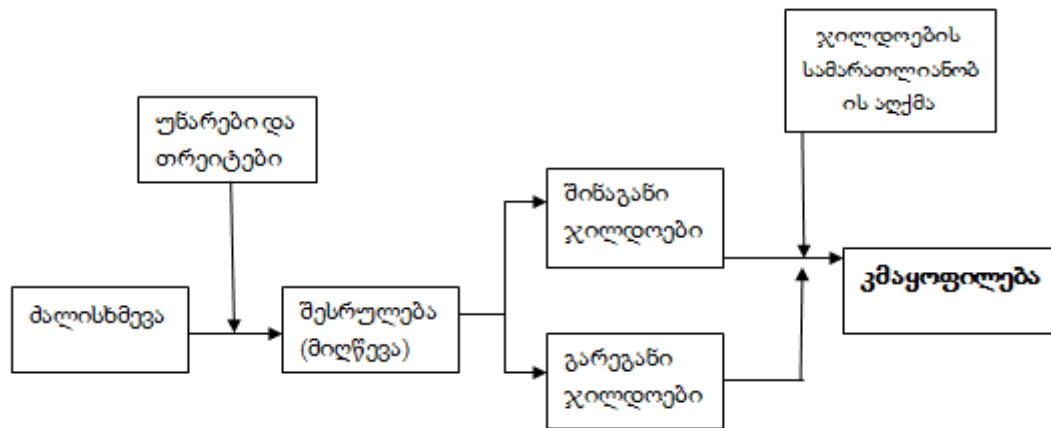 ძალისხმევა
უნარები და
თრეიტები
შესრულება
(მიღწევა)
შინაგანი
ჯილდოები
გარეგანი
ჯილდოები
ჯილდოების
სამართლიანობ
ის აღქმა
კმაყოფილება